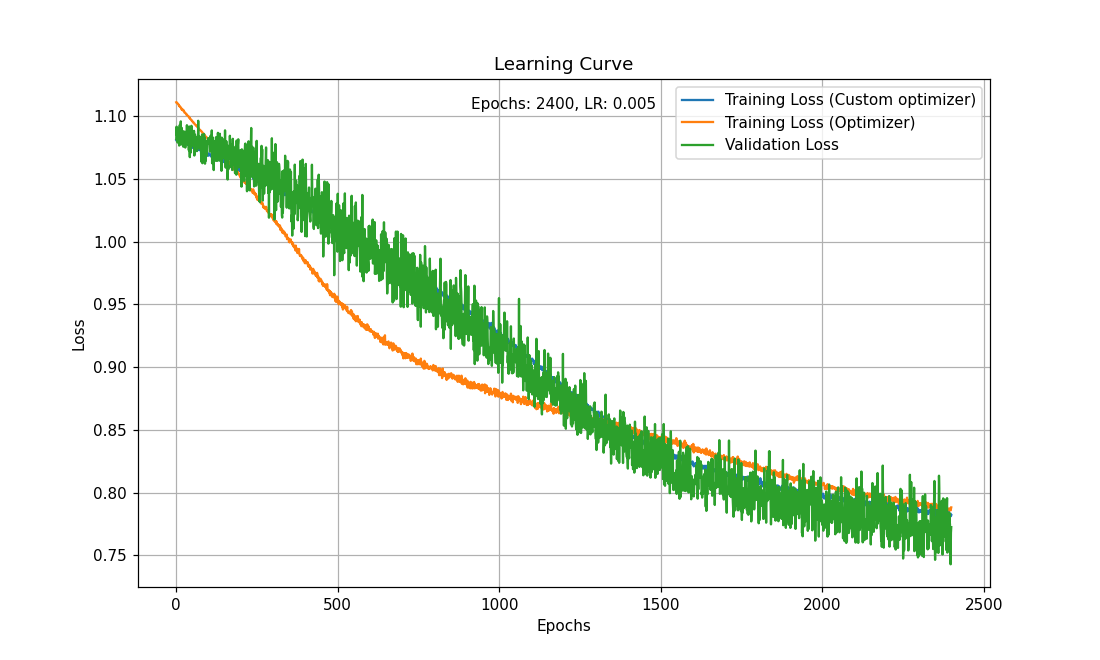 Learning Curve
Epochs: 2400, LR: 0.005
Training Loss (Custom optimizer)
Training Loss (Optimizer)
Validation Loss
Loss
1.10
1.05
1.00
0.95
0.90
0.85
0.80
0.75
0
500
1000
1500
2000
2500
Epochs